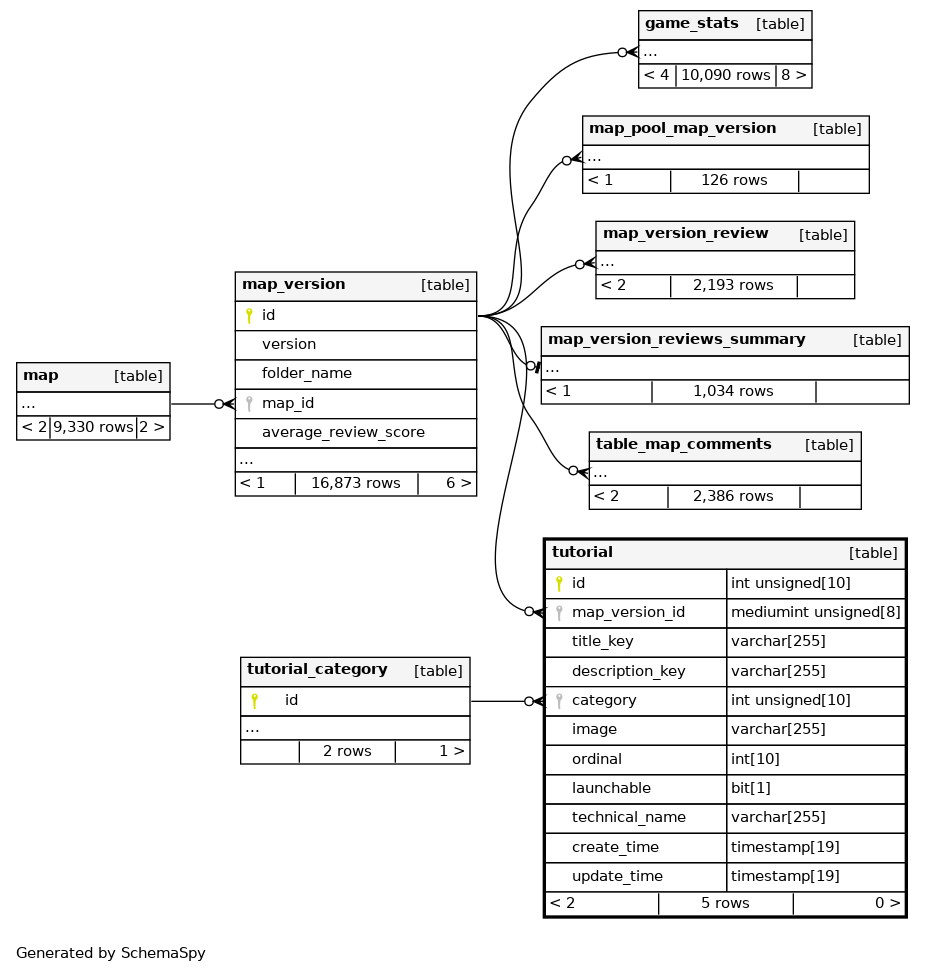 game_stats [table]
...
< 4 10,090 rows 8 >
map_pool_map_version [table]
...
< 1 126 rows
map_version_review [table]
...
< 2 2,193 rows
map_version [table]
id
version
folder_name
map_id
average_review_score
...
< 1 16,873 rows 6 >
map_version_reviews_summary [table]
...
< 1 1,034 rows
map [table]
...
< 2 9,330 rows 2 >
table_map_comments [table]
...
< 2 2,386 rows
tutorial [table]
id int unsigned[10]
map_version_id mediumint unsigned[8]
title_key varchar[255]
description_key varchar[255]
category int unsigned[10]
image varchar[255]
ordinal int[10]
launchable bit[1]
technical_name varchar[255]
create_time timestamp[19]
update_time timestamp[19]
< 2 5 rows 0 >
tutorial_category [table]
id
...
2 rows 1 >
Generated by SchemaSpy